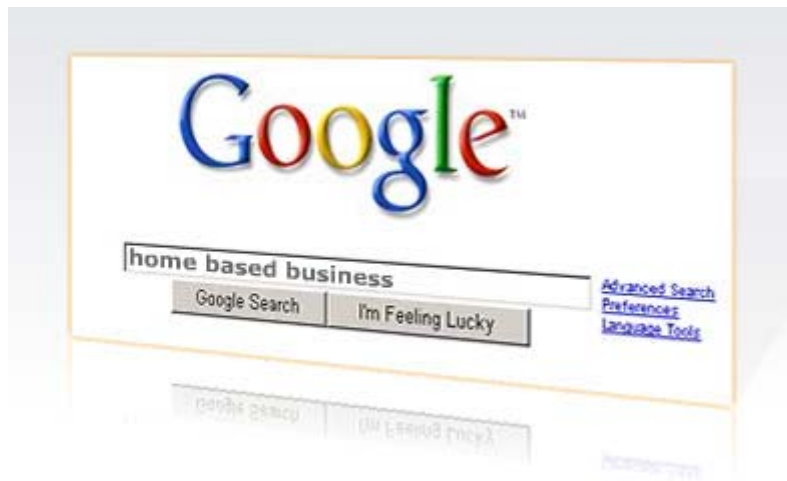 Google™
home based business
Google Search I'm Feeling Lucky
Advanced Search
Preferences
Language Tools